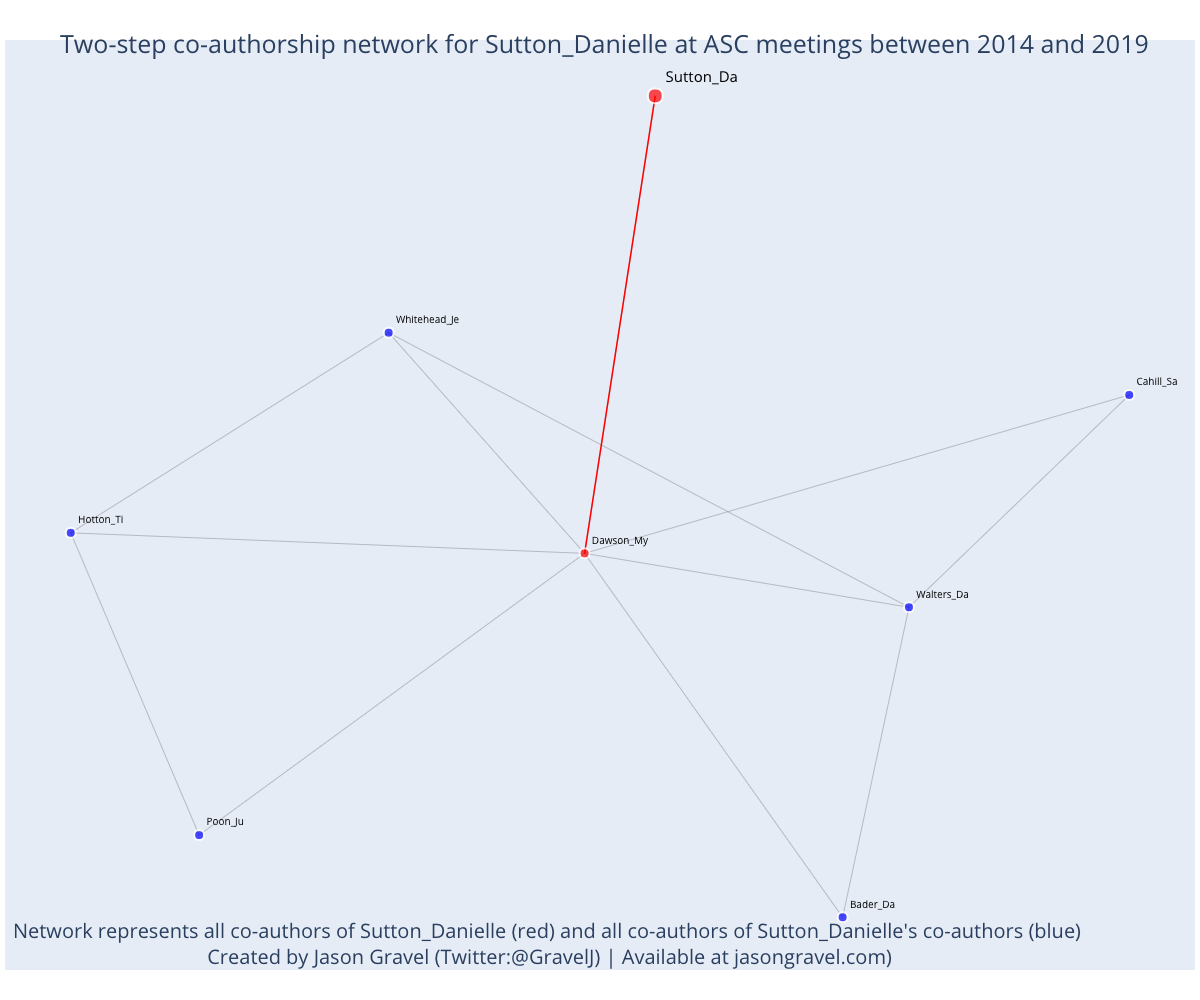 Two-step co-authorship network for Sutton_Danielle at ASC meetings between 2014 and 2019
Sutton_Da
Whitehead_Je
Cahill_Sa
Hotton_Ti
Dawson_My
Walters_Da
Poon_Ju
Bader_Da
Network represents all co-authors of Sutton_Danielle (red) and all co-authors of Sutton_Danielle's co-authors (blue)
Created by Jason Gravel (Twitter:@GravelJ) | Available at jasongravel.com)